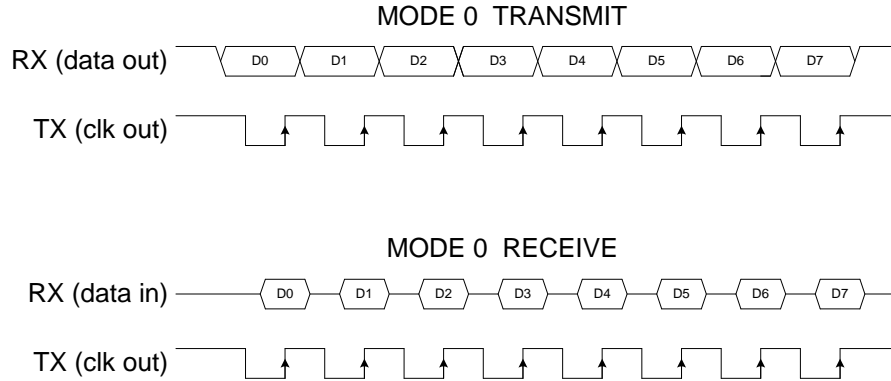 MODE 0 TRANSMIT
RX (data out) D0 D1 D2 D3 D4 D5 D6 D7
TX (clk out)
MODE 0 RECEIVE
RX (data in) D0 D1 D2 D3 D4 D5 D6 D7
TX (clk out)